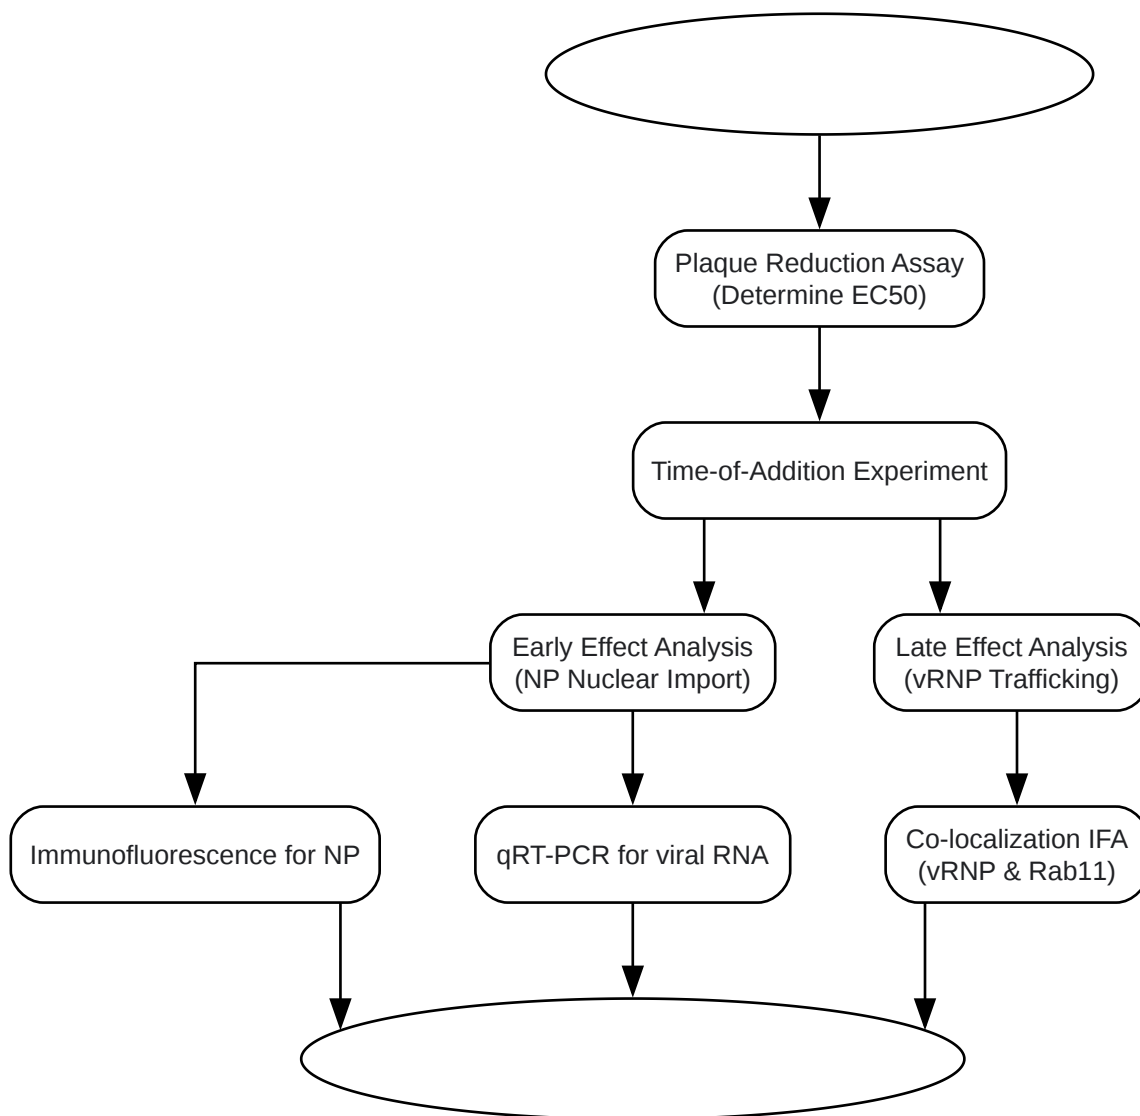 Plaque Reduction Assay
(Determine EC50)
Time-of-Addition Experiment
Early Effect Analysis
(NP Nuclear Import)
Late Effect Analysis
(vRNP Trafficking)
Immunofluorescence for NP
qRT-PCR for viral RNA
Co-localization IFA
(vRNP & Rab11)